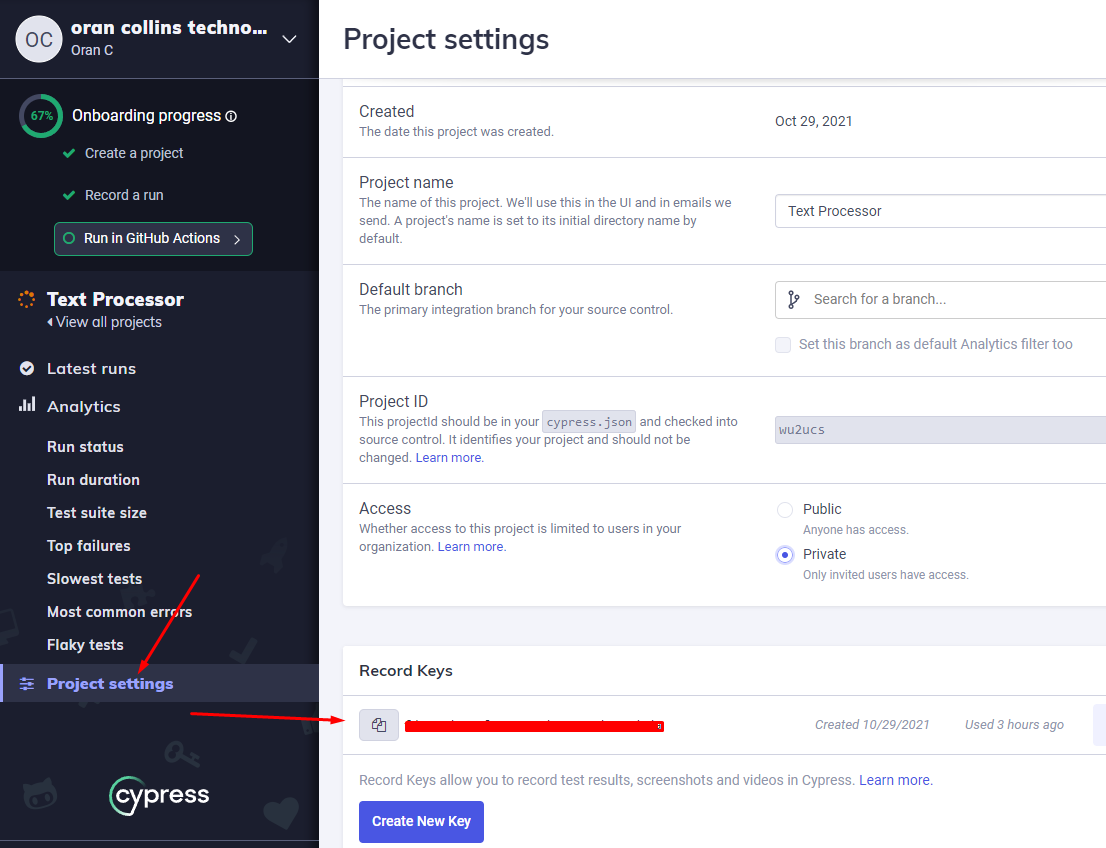 OC
oran collins techno...
Oran C
67%
Onboarding progress
Create a project
Record a run
Run in GitHub Actions
Text Processor
View all projects
Latest runs
Analytics
Run status
Run duration
Test suite size
Top failures
Slowest tests
Most common errors
Flaky tests
Project settings
cypress
Project settings
Created
The date this project was created.
Oct 29, 2021
Project name
The name of this project. We'll use this in the UI and in emails we
send. A project's name is set to its initial directory name by
default.
Text Processor
Default branch
The primary integration branch for your source control.
Search for a branch...
Set this branch as default Analytics filter too
Project ID
This projectId should be in your cypress.json and checked into
source control. It identifies your project and should not be
changed. Learn more.
wu2ucs
Access
Whether access to this project is limited to users in your
organization. Learn more.
Public
Anyone has access.
Private
Only invited users have access.
Record Keys
Created 10/29/2021
Used 3 hours ago
Record Keys allow you to record test results, screenshots and videos in Cypress. Learn more.
Create New Key